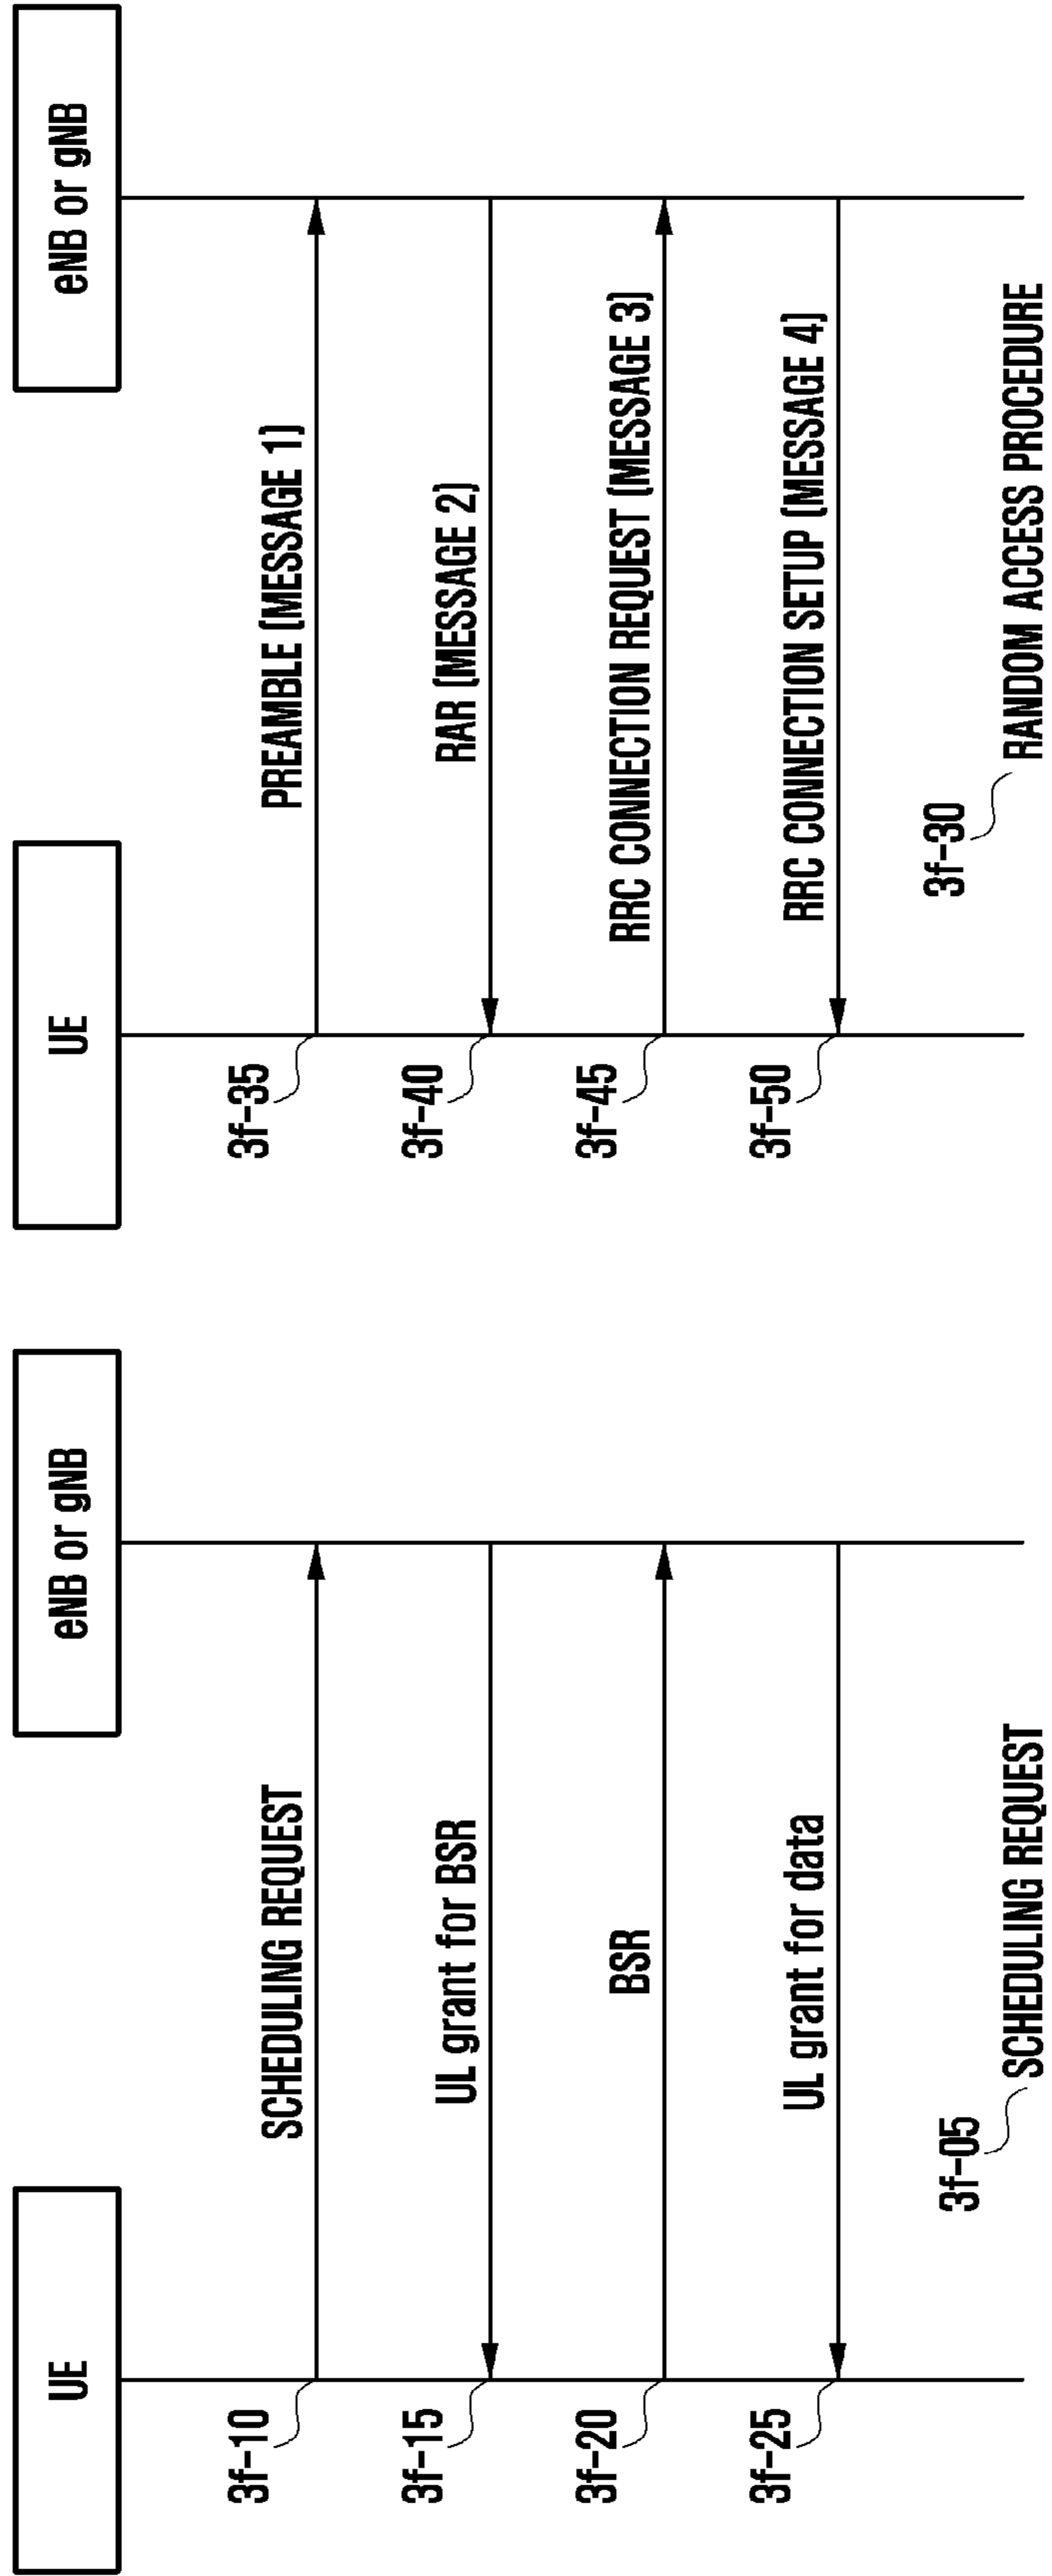 UE
eNB or gNB
3f-10
SCHEDULING REQUEST
3f-15
UL grant for BSR
3f-20
BSR
3f-25
UL grant for data
3f-05
SCHEDULING REQUEST
UE
eNB or gNB
3f-35
PREAMBLE (MESSAGE 1)
3f-40
RAR (MESSAGE 2)
3f-45
RRC CONNECTION REQUEST (MESSAGE 3)
3f-50
RRC CONNECTION SETUP (MESSAGE 4)
3f-30
RANDOM ACCESS PROCEDURE